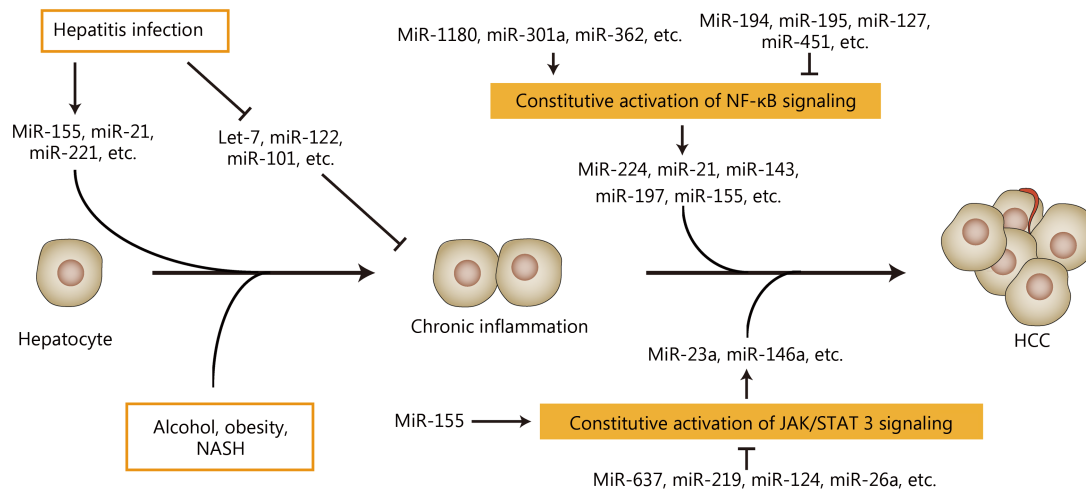 Hepatitis infection
MiR-155, miR-21,
miR-221, etc.
Let-7, miR-122,
miR-101, etc.
Hepatocyte
Alcohol, obesity,
NASH
Chronic inflammation
MiR-1180, miR-301a, miR-362, etc.
MiR-194, miR-195, miR-127,
miR-451, etc.
Constitutive activation of NF-κB signaling
MiR-224, miR-21, miR-143,
miR-197, miR-155, etc.
MiR-23a, miR-146a, etc.
MiR-155
Constitutive activation of JAK/STAT 3 signaling
MiR-637, miR-219, miR-124, miR-26a, etc.
HCC